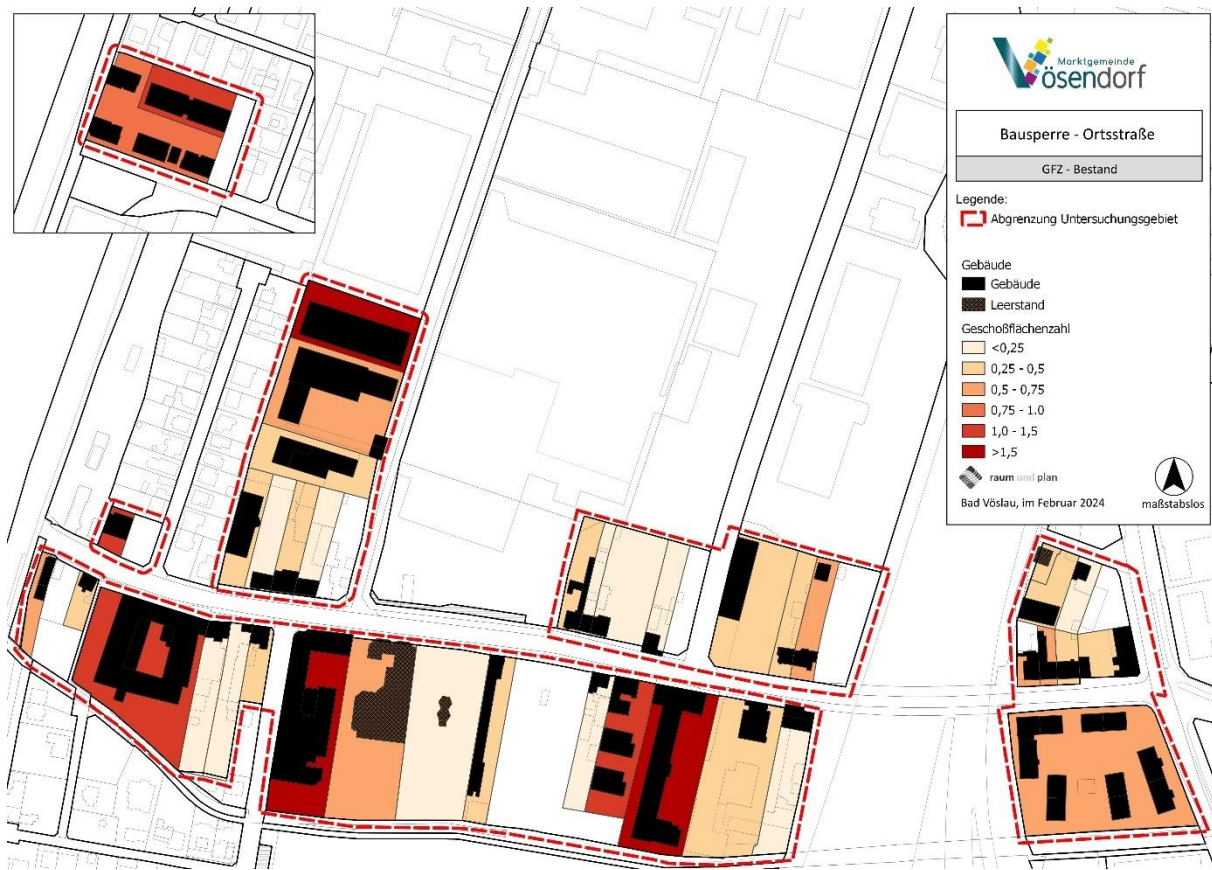 Marktgemeinde
Vösendorf
Bausperre - Ortsstraße
GFZ - Bestand
Legende:
Abgrenzung Untersuchungsgebiet
Gebäude
Gebäude
Leerstand
Geschoßflächenzahl
<0,25
0,25 - 0,5
0,5 - 0,75
0,75 - 1.0
1,0 - 1,5
>1,5
raum und plan
Bad Vöslau, im Februar 2024
maßstabslos